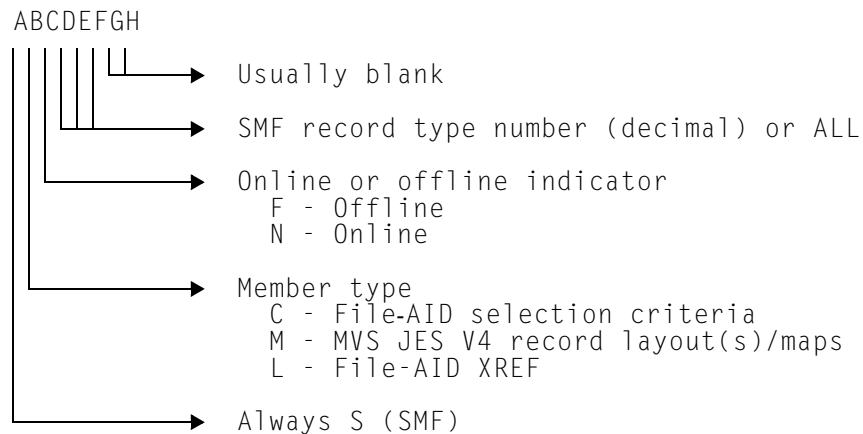 ABCDEFGH
Usually blank
SMF record type number (decimal) or ALL
Online or offline indicator
F - Offline
N - Online
Member type
C - File-AID selection criteria
M - MVS JES V4 record layout(s)/maps
L - File-AID XREF
Always S (SMF)